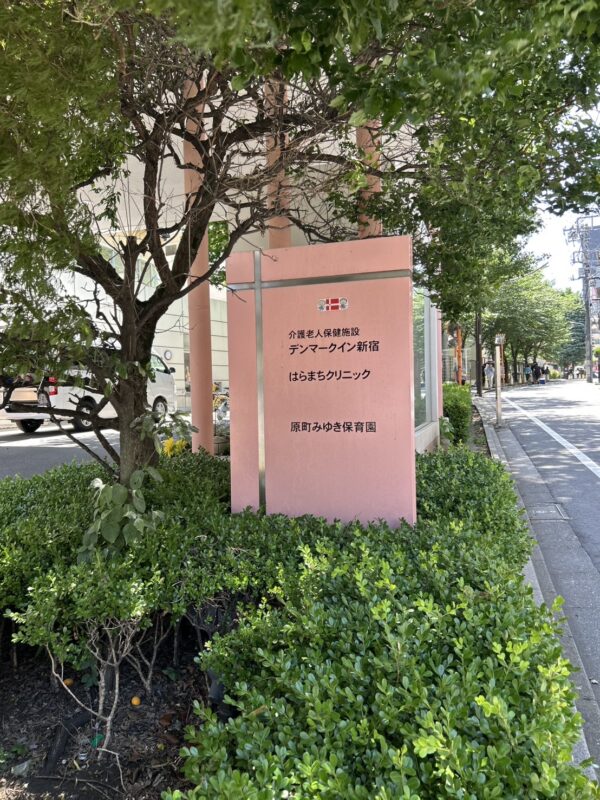 介護老人保健施設
デンマークイン新宿
はらまちクリニック
原町みゆき保育園